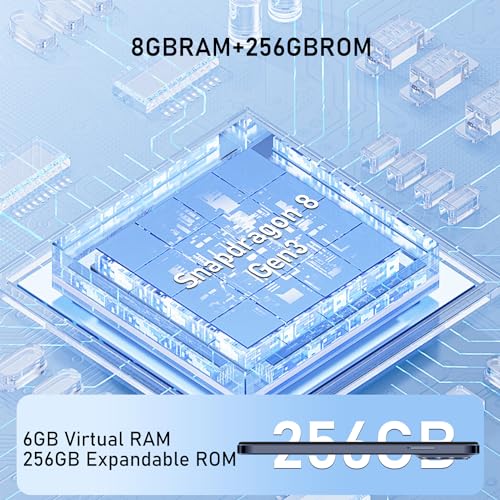 8GBRAM+256GBROM
Snapdragon 8
Gen3
6GB Virtual RAM
256GB Expandable ROM
256GB